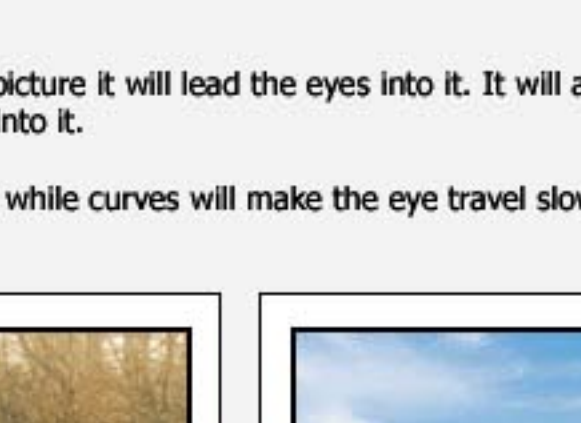 picture it will lead the eyes into it. It will
into it.
while curves will make the eye travel